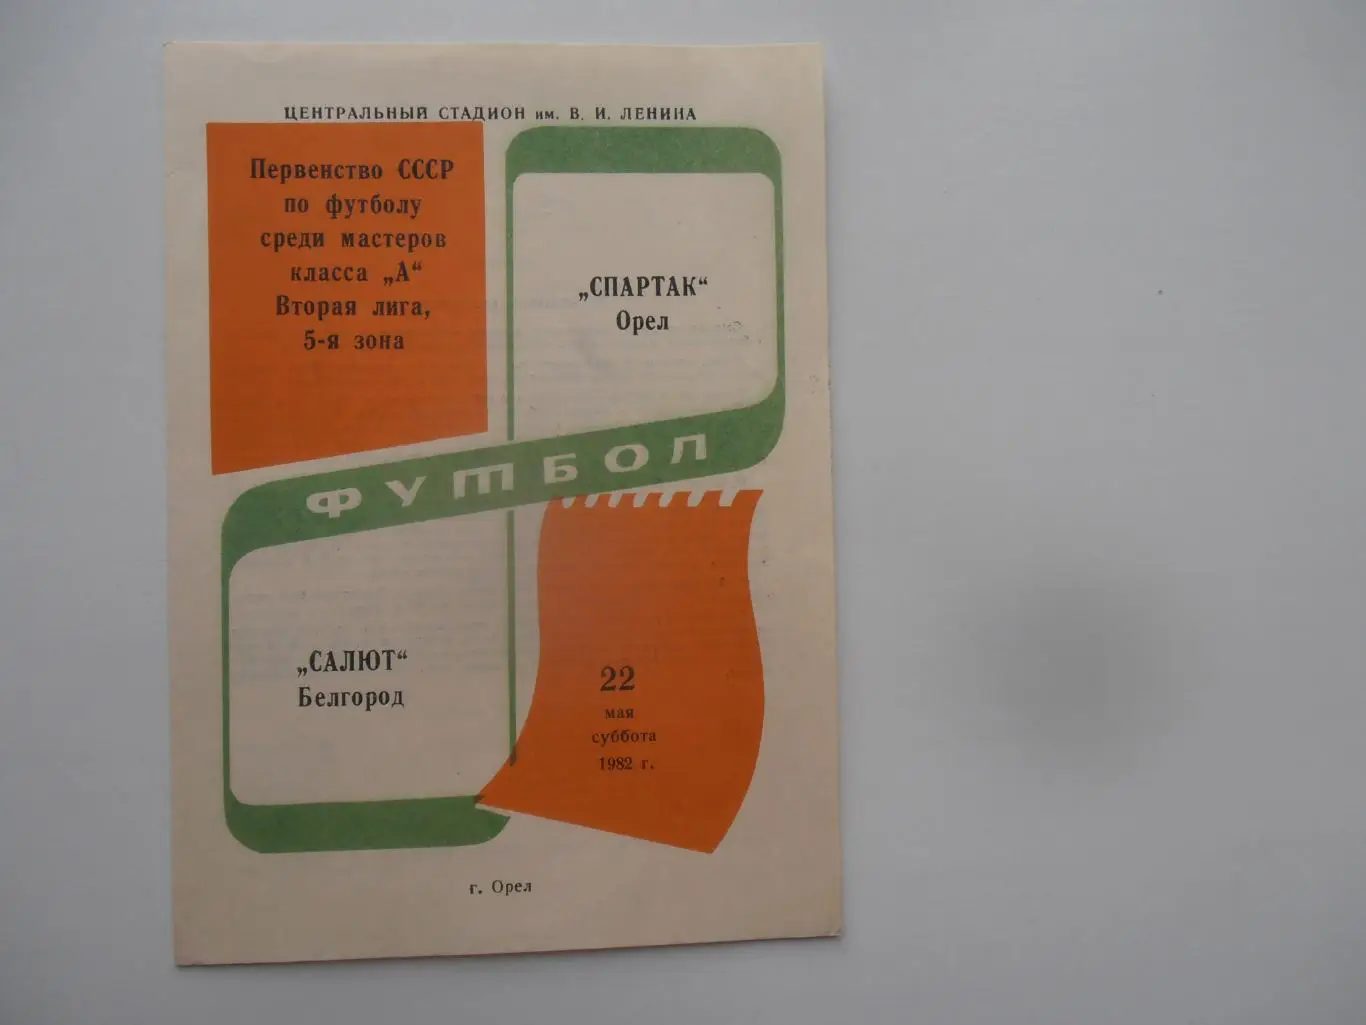 ЦЕНТРАЛЬНЫЙ СТАДИОН им. В. И. ЛЕНИНА
Первенство СССР
по футболу
среди мастеров
класса „А“
Вторая лига,
5-я зона
„СПАРТАК“
Орел
ФУТБОЛ
„САЛЮТ“
Белгород
22
мая
суббота
1982 г.
г. Орел